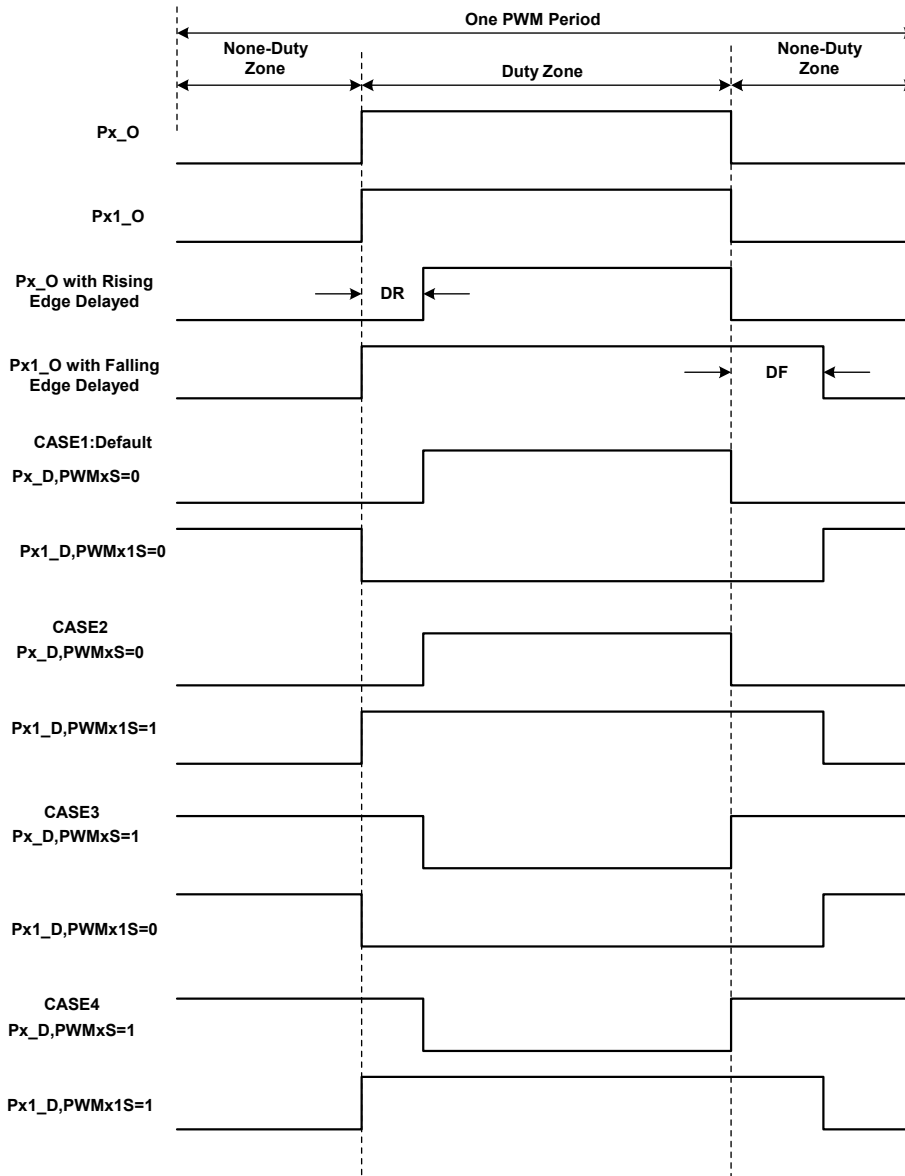 One PWM Period
None-Duty
Zone
Duty Zone
None-Duty
Zone
Px_O
Px1_O
Px_O with Rising
Edge Delayed
DR
Px1_O with Falling
Edge Delayed
DF
CASE1:Default
Px_D,PWMxS=0
Px1_D,PWMx1S=0
CASE2
Px_D,PWMxS=0
Px1_D,PWMx1S=1
CASE3
Px_D,PWMxS=1
Px1_D,PWMx1S=0
CASE4
Px_D,PWMxS=1
Px1_D,PWMx1S=1